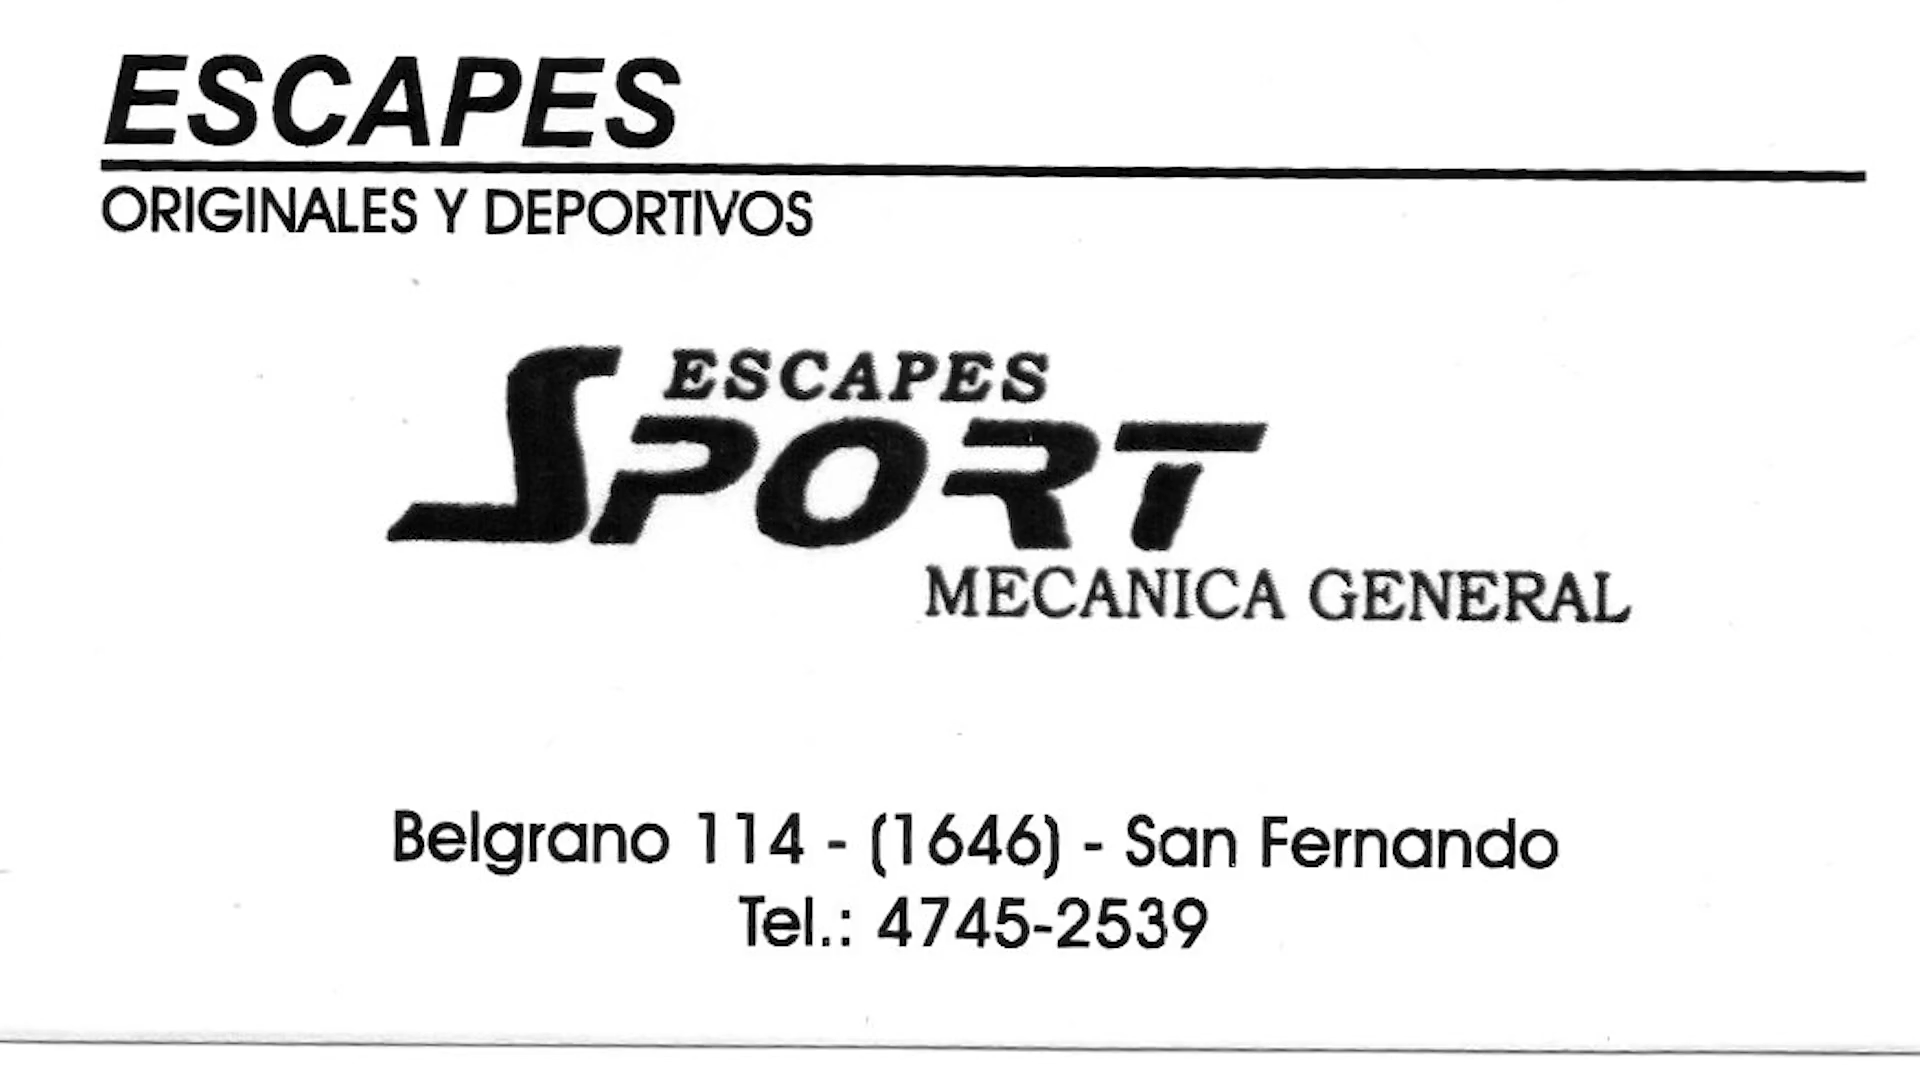 ESCAPES
ORIGINALES Y DEPORTIVOS
ESCAPES
SPORT
MECANICA GENERAL
Belgrano 114 - (1646) - San Fernando
Tel.: 4745-2539